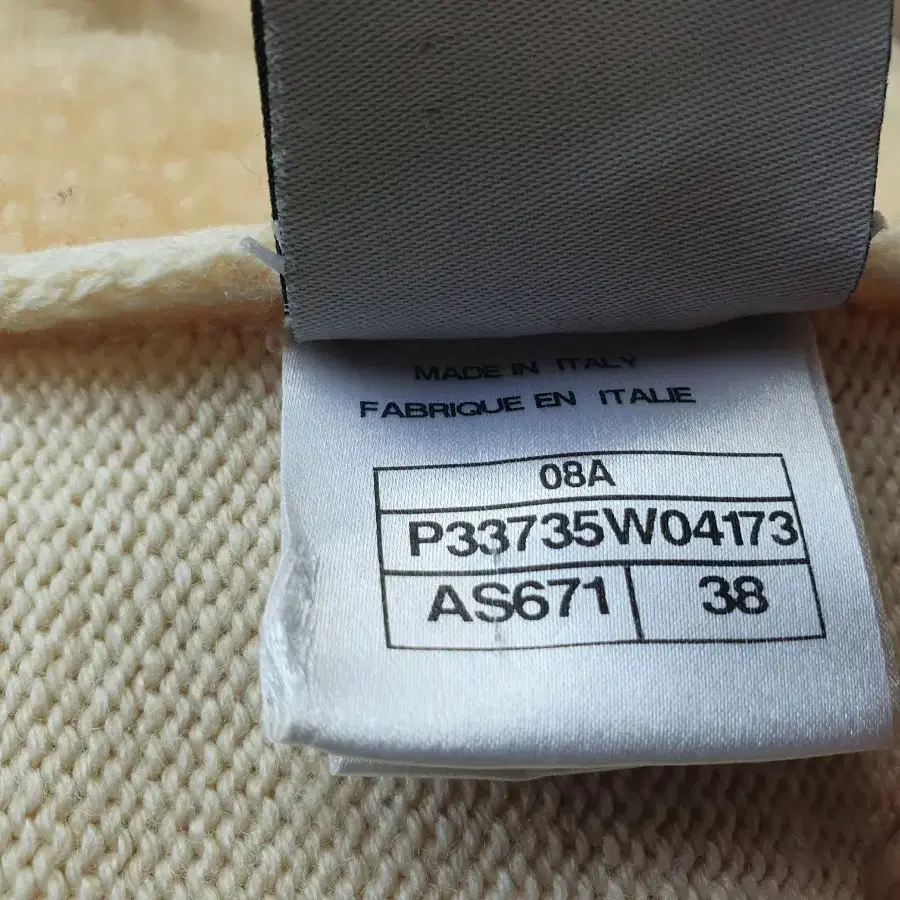 MADE IN ITALY
FABRIQUE EN ITALIE
08A
P33735W04173
AS671 38